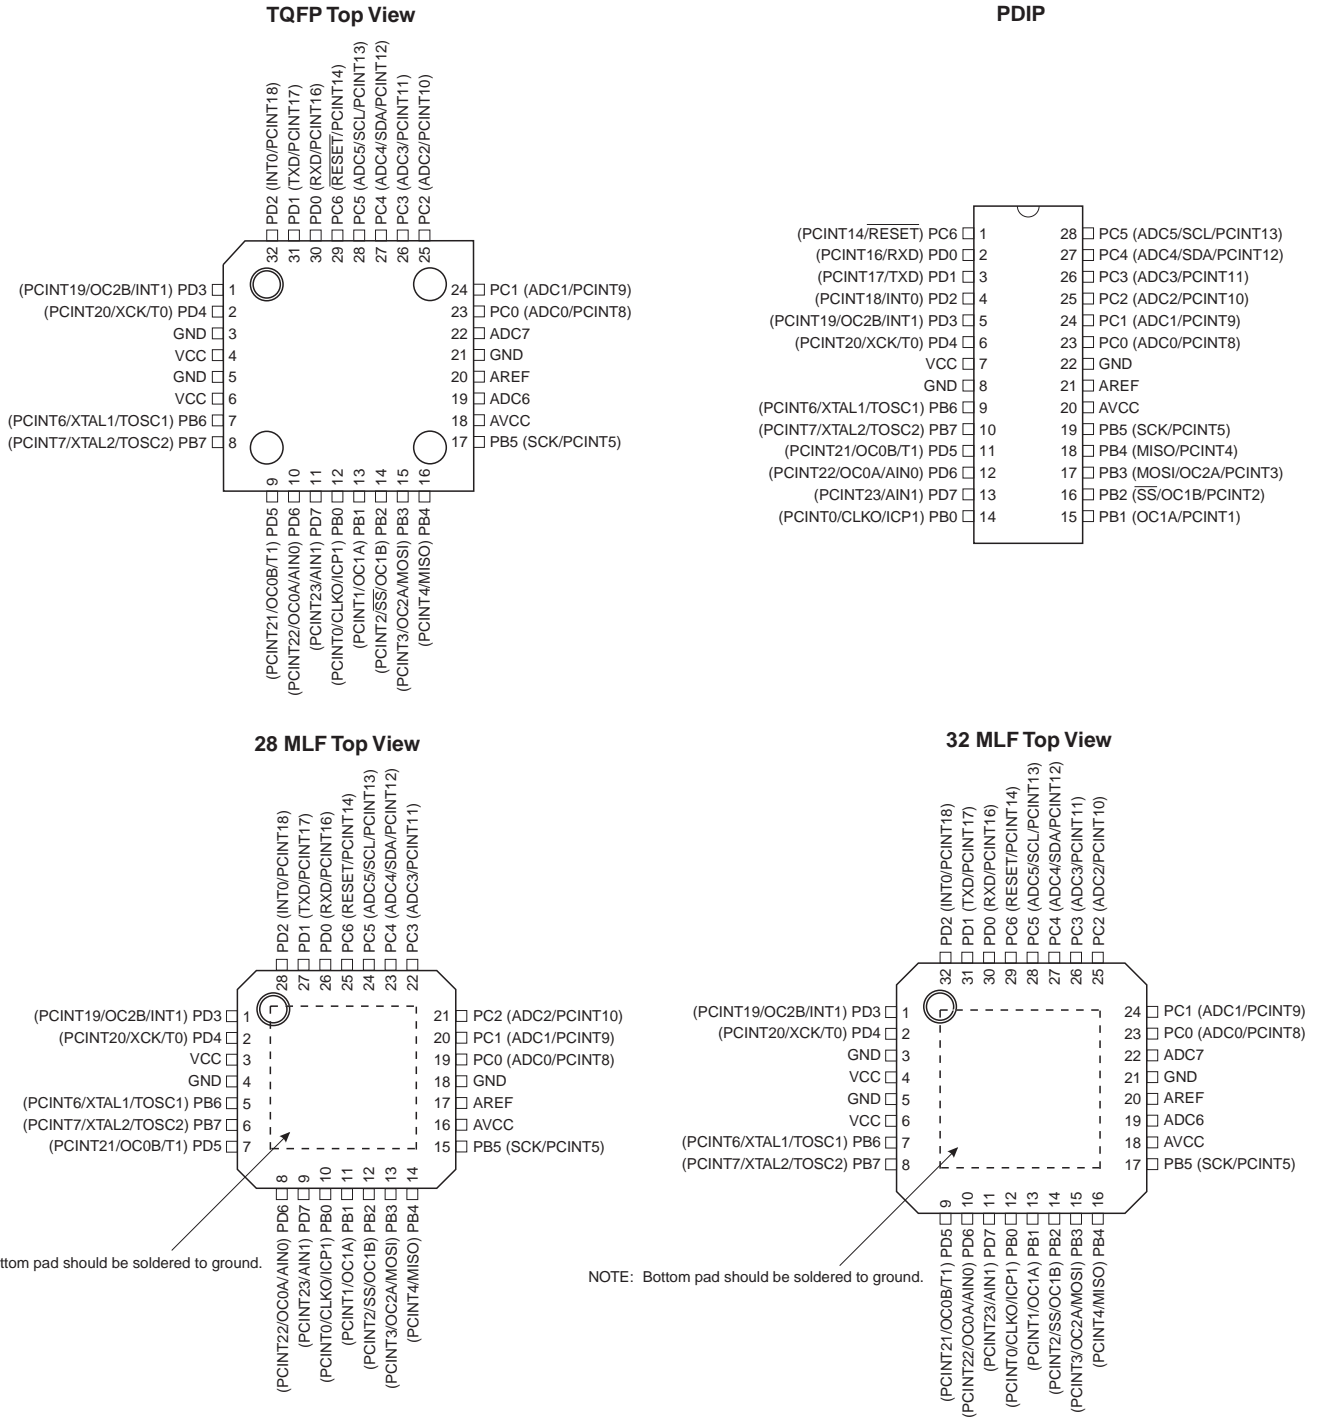 TQFP Top View
32 PD2 (INT0/PCINT18)
31 PD1 (TXD/PCINT17)
30 PD0 (RXD/PCINT16)
29 PC6 (RESET/PCINT14)
28 PC5 (ADC5/SCL/PCINT13)
27 PC4 (ADC4/SDA/PCINT12)
26 PC3 (ADC3/PCINT11)
25 PC2 (ADC2/PCINT10)
(PCINT19/OC2B/INT1) PD3 1
(PCINT20/XCK/T0) PD4 2
GND 3
VCC 4
GND 5
VCC 6
(PCINT6/XTAL1/TOSC1) PB6 7
(PCINT7/XTAL2/TOSC2) PB7 8
24 PC1 (ADC1/PCINT9)
23 PC0 (ADC0/PCINT8)
22 ADC7
21 GND
20 AREF
19 ADC6
18 AVCC
17 PB5 (SCK/PCINT5)
(PCINT21/OC0B/T1) PD5 9
(PCINT22/OC0A/AIN0) PD6 10
(PCINT23/AIN1) PD7 11
(PCINT0/CLKO/ICP1) PB0 12
(PCINT1/OC1A) PB1 13
(PCINT2/SS/OC1B) PB2 14
(PCINT3/OC2A/MOSI) PB3 15
(PCINT4/MISO) PB4 16
PDIP
(PCINT14/RESET) PC6 1
(PCINT16/RXD) PD0 2
(PCINT17/TXD) PD1 3
(PCINT18/INT0) PD2 4
(PCINT19/OC2B/INT1) PD3 5
(PCINT20/XCK/T0) PD4 6
VCC 7
GND 8
(PCINT6/XTAL1/TOSC1) PB6 9
(PCINT7/XTAL2/TOSC2) PB7 10
(PCINT21/OC0B/T1) PD5 11
(PCINT22/OC0A/AIN0) PD6 12
(PCINT23/AIN1) PD7 13
(PCINT0/CLKO/ICP1) PB0 14
28 PC5 (ADC5/SCL/PCINT13)
27 PC4 (ADC4/SDA/PCINT12)
26 PC3 (ADC3/PCINT11)
25 PC2 (ADC2/PCINT10)
24 PC1 (ADC1/PCINT9)
23 PC0 (ADC0/PCINT8)
22 GND
21 AREF
20 AVCC
19 PB5 (SCK/PCINT5)
18 PB4 (MISO/PCINT4)
17 PB3 (MOSI/OC2A/PCINT3)
16 PB2 (SS/OC1B/PCINT2)
15 PB1 (OC1A/PCINT1)
28 MLF Top View
28 PD2 (INT0/PCINT18)
27 PD1 (TXD/PCINT17)
26 PD0 (RXD/PCINT16)
25 PC6 (RESET/PCINT14)
24 PC5 (ADC5/SCL/PCINT13)
23 PC4 (ADC4/SDA/PCINT12)
22 PC3 (ADC3/PCINT11)
(PCINT19/OC2B/INT1) PD3 1
(PCINT20/XCK/T0) PD4 2
VCC 3
GND 4
(PCINT6/XTAL1/TOSC1) PB6 5
(PCINT7/XTAL2/TOSC2) PB7 6
(PCINT21/OC0B/T1) PD5 7
21 PC2 (ADC2/PCINT10)
20 PC1 (ADC1/PCINT9)
19 PC0 (ADC0/PCINT8)
18 GND
17 AREF
16 AVCC
15 PB5 (SCK/PCINT5)
(PCINT22/OC0A/AIN0) PD6 8
(PCINT23/AIN1) PD7 9
(PCINT0/CLKO/ICP1) PB0 10
(PCINT1/OC1A) PB1 11
(PCINT2/SS/OC1B) PB2 12
(PCINT3/OC2A/MOSI) PB3 13
(PCINT4/MISO) PB4 14
ttom pad should be soldered to ground.
32 MLF Top View
32 PD2 (INT0/PCINT18)
31 PD1 (TXD/PCINT17)
30 PD0 (RXD/PCINT16)
29 PC6 (RESET/PCINT14)
28 PC5 (ADC5/SCL/PCINT13)
27 PC4 (ADC4/SDA/PCINT12)
26 PC3 (ADC3/PCINT11)
25 PC2 (ADC2/PCINT10)
(PCINT19/OC2B/INT1) PD3 1
(PCINT20/XCK/T0) PD4 2
GND 3
VCC 4
GND 5
VCC 6
(PCINT6/XTAL1/TOSC1) PB6 7
(PCINT7/XTAL2/TOSC2) PB7 8
24 PC1 (ADC1/PCINT9)
23 PC0 (ADC0/PCINT8)
22 ADC7
21 GND
20 AREF
19 ADC6
18 AVCC
17 PB5 (SCK/PCINT5)
(PCINT21/OC0B/T1) PD5 9
(PCINT22/OC0A/AIN0) PD6 10
(PCINT23/AIN1) PD7 11
(PCINT0/CLKO/ICP1) PB0 12
(PCINT1/OC1A) PB1 13
(PCINT2/SS/OC1B) PB2 14
(PCINT3/OC2A/MOSI) PB3 15
(PCINT4/MISO) PB4 16
NOTE: Bottom pad should be soldered to ground.